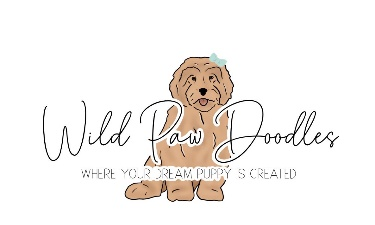 Wild Paw Doodles
WHERE YOUR DREAM PUPPY IS CREATED